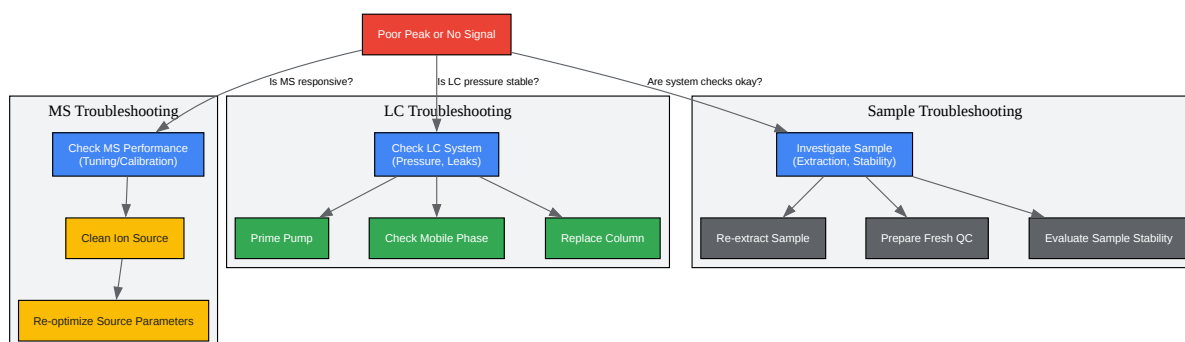 Poor Peak or No Signal
Is MS responsive?
Is LC pressure stable?
Are system checks okay?
MS Troubleshooting
Check MS Performance
(Tuning/Calibration)
Clean Ion Source
Re-optimize Source Parameters
LC Troubleshooting
Check LC System
(Pressure, Leaks)
Prime Pump
Check Mobile Phase
Replace Column
Sample Troubleshooting
Investigate Sample
(Extraction, Stability)
Re-extract Sample
Prepare Fresh QC
Evaluate Sample Stability